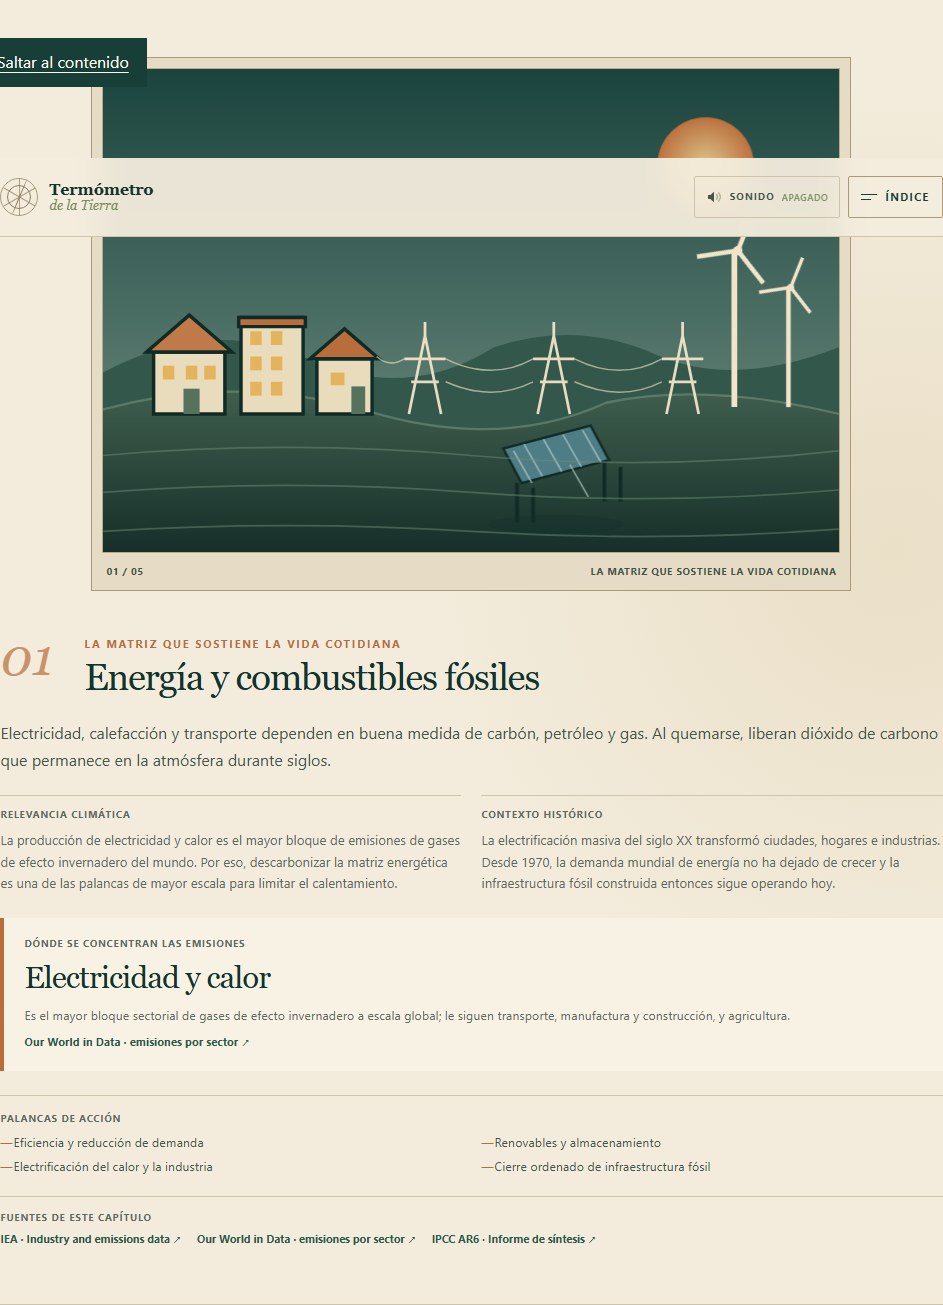 Saltar al contenido
Termómetro
de la Tierra
SONIDO APAGADO
ÍNDICE
01 / 05
LA MATRIZ QUE SOSTIENE LA VIDA COTIDIANA
01
LA MATRIZ QUE SOSTIENE LA VIDA COTIDIANA
Energía y combustibles fósiles
Electricidad, calefacción y transporte dependen en buena medida de carbón, petróleo y gas. Al quemarse, liberan dióxido de carbono
que permanece en la atmósfera durante siglos.
RELEVANCIA CLIMÁTICA
La producción de electricidad y calor es el mayor bloque de emisiones de gases
de efecto invernadero del mundo. Por eso, descarbonizar la matriz energética
es una de las palancas de mayor escala para limitar el calentamiento.
CONTEXTO HISTÓRICO
La electrificación masiva del siglo XX transformó ciudades, hogares e industrias.
Desde 1970, la demanda mundial de energía no ha dejado de crecer y la
infraestructura fósil construida entonces sigue operando hoy.
DÓNDE SE CONCENTRAN LAS EMISIONES
Electricidad y calor
Es el mayor bloque sectorial de gases de efecto invernadero a escala global; le siguen transporte, manufactura y construcción, y agricultura.
Our World in Data · emisiones por sector ↗
PALANCAS DE ACCIÓN
—Eficiencia y reducción de demanda
—Renovables y almacenamiento
—Electrificación del calor y la industria
—Cierre ordenado de infraestructura fósil
FUENTES DE ESTE CAPÍTULO
IEA · Industry and emissions data ↗ Our World in Data · emisiones por sector ↗ IPCC AR6 · Informe de síntesis ↗